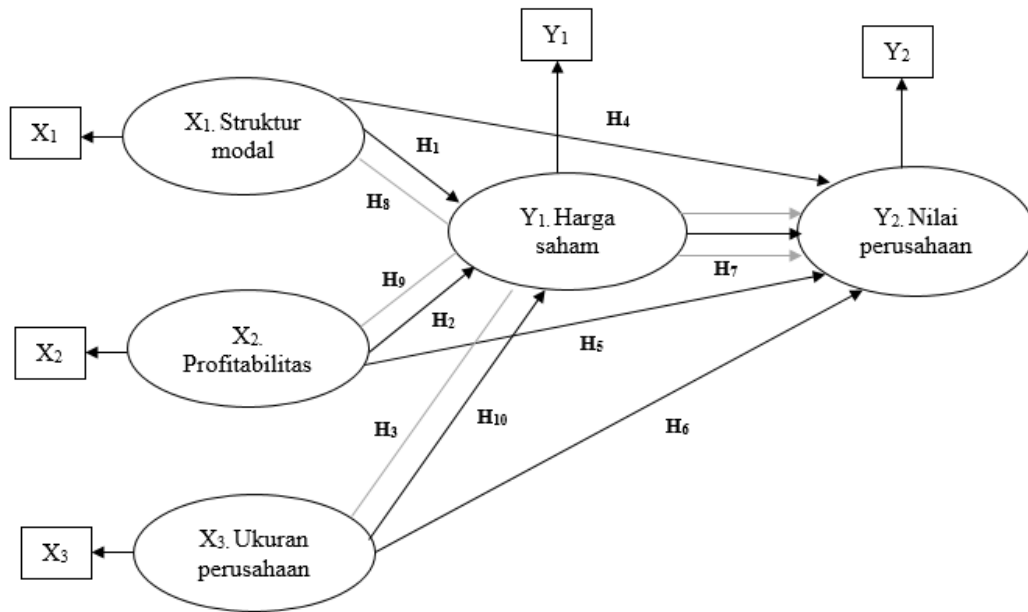 Y1
Y2
X1
X1. Struktur
modal
H4
H1
H8
Y1. Harga
saham
Y2. Nilai
perusahaan
H7
H9
H2
H5
X2
X2.
Profitabilitas
H3
H10
H6
X3
X3. Ukuran
perusahaan